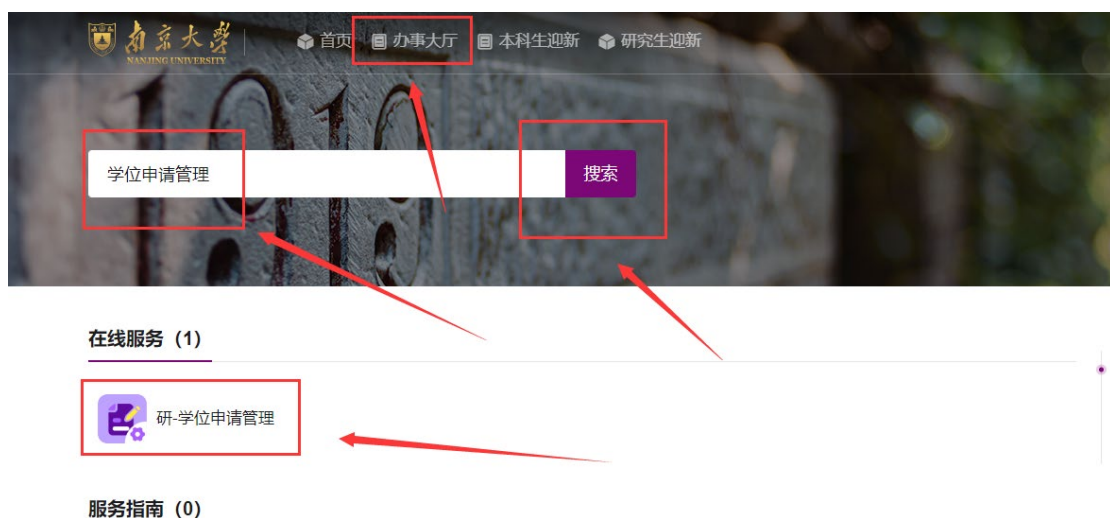 南京大学 首页 办事大厅 本科生迎新 研究生迎新
NANJING UNIVERSITY
学位申请管理 搜索
在线服务（1）
研-学位申请管理
服务指南（0）